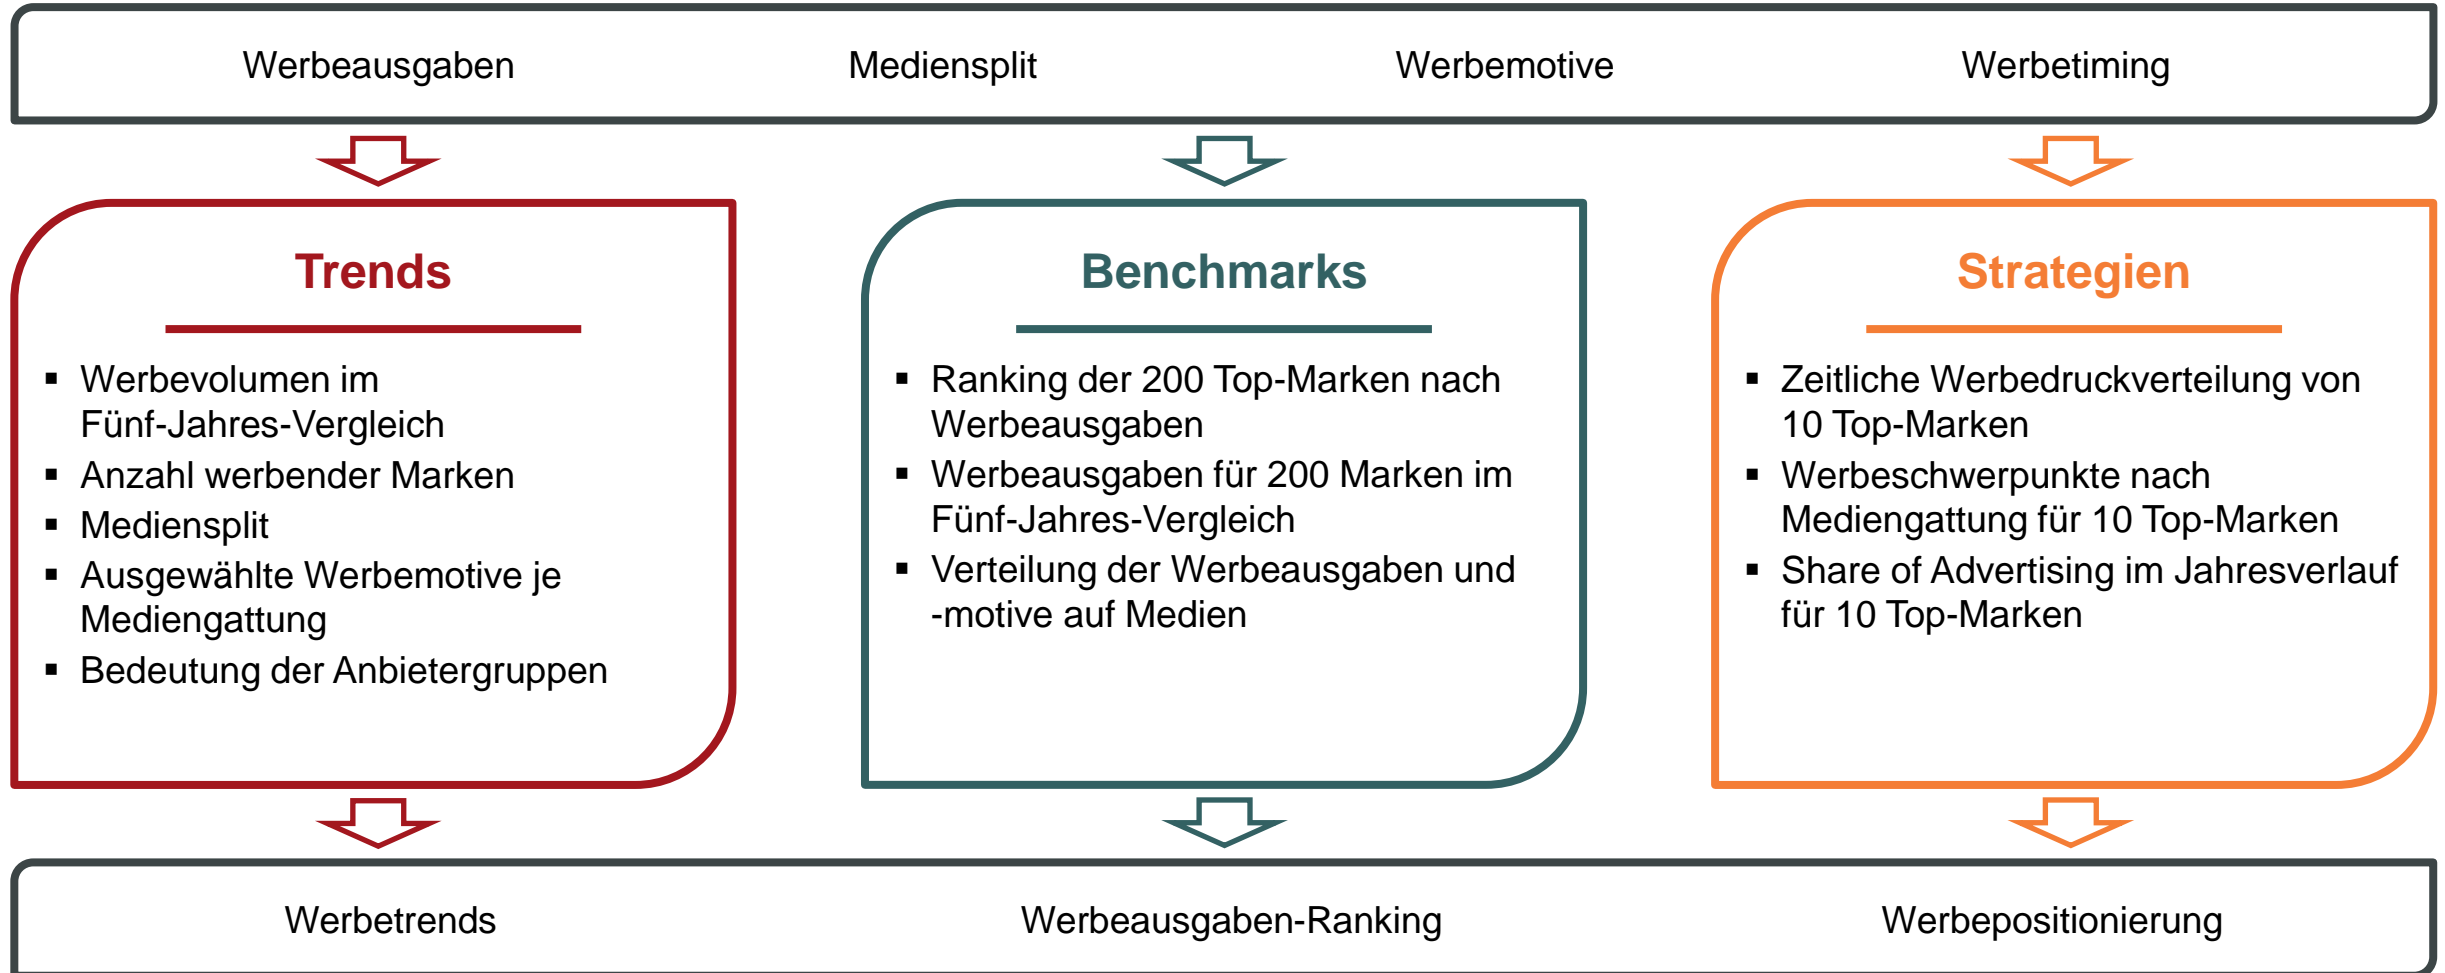 Werbeausgaben Mediensplit Werbemotive Werbetiming
Trends
▪ Werbevolumen im
Fünf-Jahres-Vergleich
▪ Anzahl werbender Marken
▪ Mediensplit
▪ Ausgewählte Werbemotive je
Mediengattung
▪ Bedeutung der Anbietergruppen
Benchmarks
▪ Ranking der 200 Top-Marken nach
Werbeausgaben
▪ Werbeausgaben für 200 Marken im
Fünf-Jahres-Vergleich
▪ Verteilung der Werbeausgaben und
-motive auf Medien
Strategien
▪ Zeitliche Werbedruckverteilung von
10 Top-Marken
▪ Werbeschwerpunkte nach
Mediengattung für 10 Top-Marken
▪ Share of Advertising im Jahresverlauf
für 10 Top-Marken
Werbetrends Werbeausgaben-Ranking Werbepositionierung